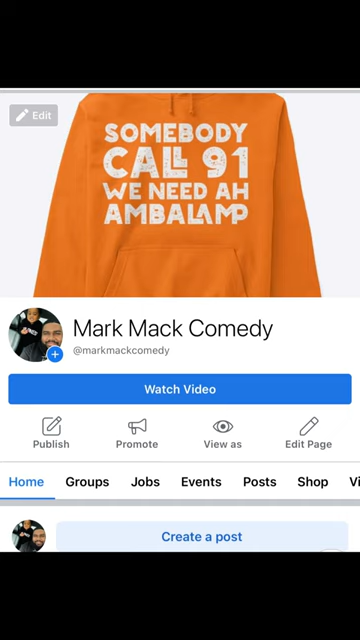 Edit
SOMEBODY
CALL 91
WE NEED AH
AMBALAMP
Mark Mack Comedy
@markmackcomedy
Watch Video
Publish Promote View as Edit Page
Home Groups Jobs Events Posts Shop Vi
Create a post